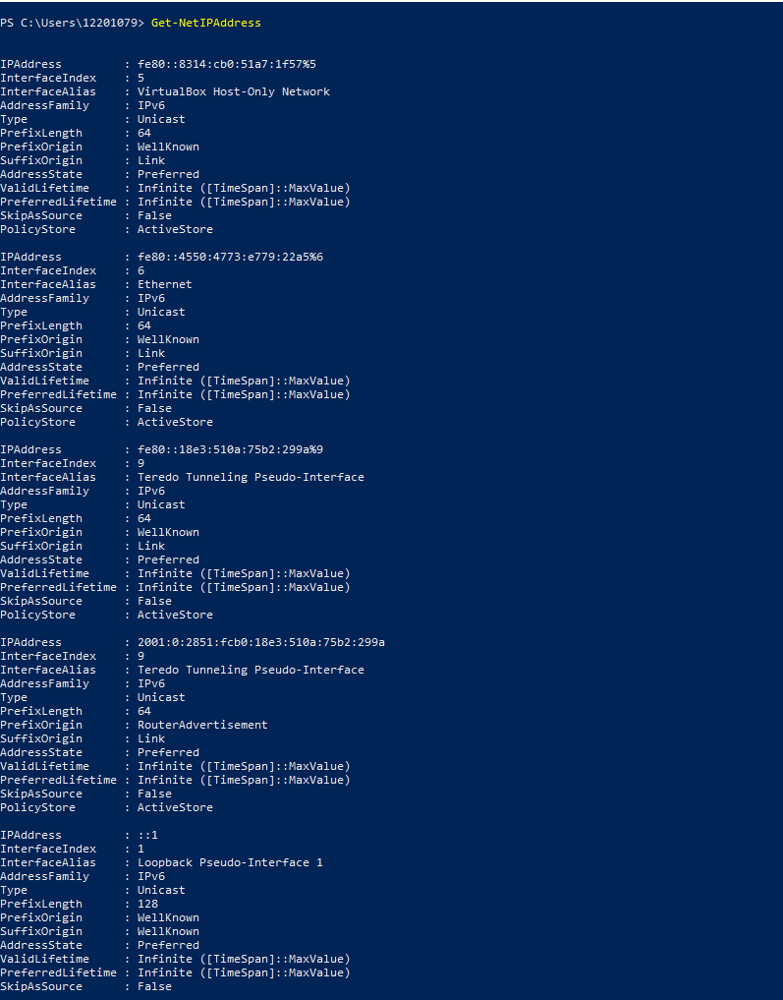 PS C:\Users\12201079> Get-NetIPAddress
IPAddress : fe80::8314:cb0:51a7:1f57%5
InterfaceIndex : 5
InterfaceAlias : VirtualBox Host-Only Network
AddressFamily : IPv6
Type : Unicast
PrefixLength : 64
PrefixOrigin : WellKnown
SuffixOrigin : Link
AddressState : Preferred
ValidLifetime : Infinite ([TimeSpan]::MaxValue)
PreferredLifetime : Infinite ([TimeSpan]::MaxValue)
SkipAsSource : False
PolicyStore : ActiveStore
IPAddress : fe80::4550:4773:e779:22a5%6
InterfaceIndex : 6
InterfaceAlias : Ethernet
AddressFamily : IPv6
Type : Unicast
PrefixLength : 64
PrefixOrigin : WellKnown
SuffixOrigin : Link
AddressState : Preferred
ValidLifetime : Infinite ([TimeSpan]::MaxValue)
PreferredLifetime : Infinite ([TimeSpan]::MaxValue)
SkipAsSource : False
PolicyStore : ActiveStore
IPAddress : fe80::18e3:510a:75b2:299a%9
InterfaceIndex : 9
InterfaceAlias : Teredo Tunneling Pseudo-Interface
AddressFamily : IPv6
Type : Unicast
PrefixLength : 64
PrefixOrigin : WellKnown
SuffixOrigin : Link
AddressState : Preferred
ValidLifetime : Infinite ([TimeSpan]::MaxValue)
PreferredLifetime : Infinite ([TimeSpan]::MaxValue)
SkipAsSource : False
PolicyStore : ActiveStore
IPAddress : 2001:0:2851:fcb0:18e3:510a:75b2:299a
InterfaceIndex : 9
InterfaceAlias : Teredo Tunneling Pseudo-Interface
AddressFamily : IPv6
Type : Unicast
PrefixLength : 64
PrefixOrigin : RouterAdvertisement
SuffixOrigin : Link
AddressState : Preferred
ValidLifetime : Infinite ([TimeSpan]::MaxValue)
PreferredLifetime : Infinite ([TimeSpan]::MaxValue)
SkipAsSource : False
PolicyStore : ActiveStore
IPAddress : ::1
InterfaceIndex : 1
InterfaceAlias : Loopback Pseudo-Interface 1
AddressFamily : IPv6
Type : Unicast
PrefixLength : 128
PrefixOrigin : WellKnown
SuffixOrigin : WellKnown
AddressState : Preferred
ValidLifetime : Infinite ([TimeSpan]::MaxValue)
PreferredLifetime : Infinite ([TimeSpan]::MaxValue)
SkipAsSource : False